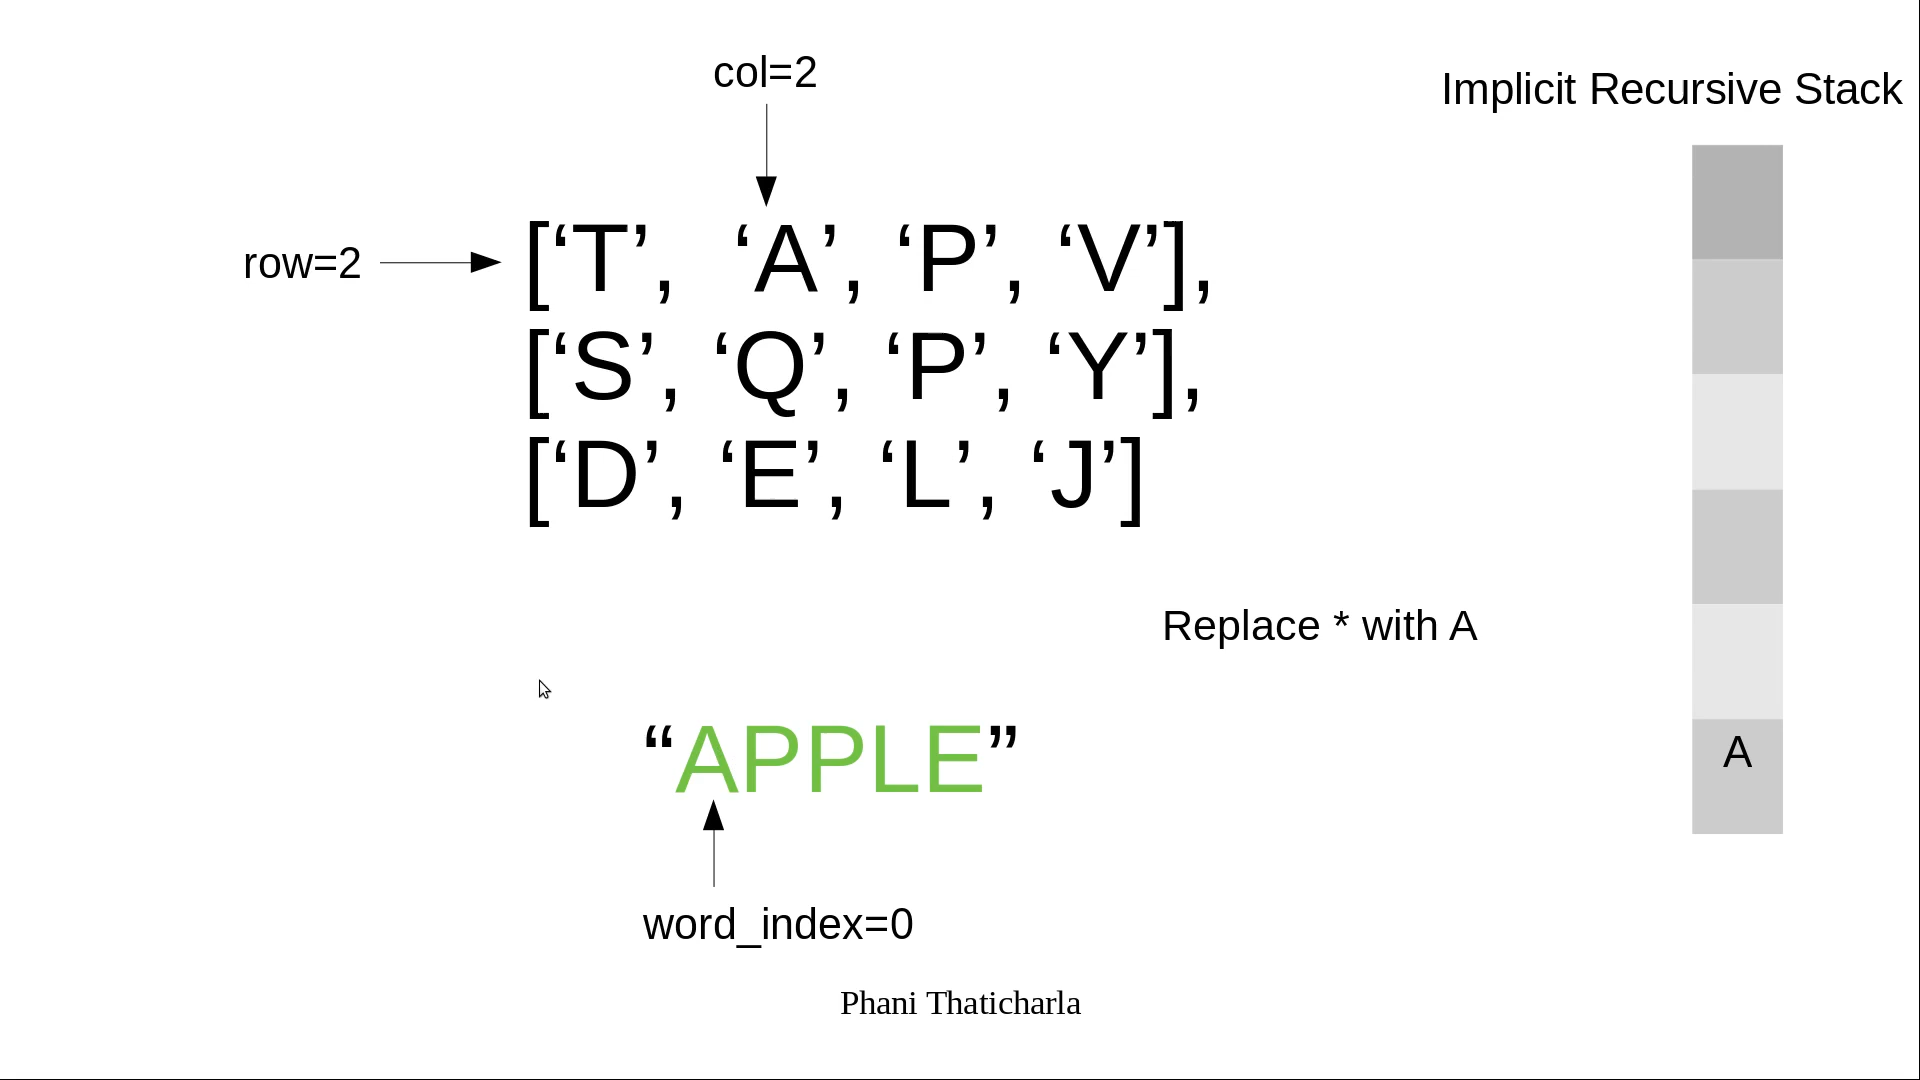 col=2
Implicit Recursive Stack
row=2
[‘T’, ‘A’, ‘P’, ‘V’],
[‘S’, ‘Q’, ‘P’, ‘Y’],
[‘D’, ‘E’, ‘L’, ‘J’]
Replace * with A
“APPLE”
A
word_index=0
Phani Thaticharla